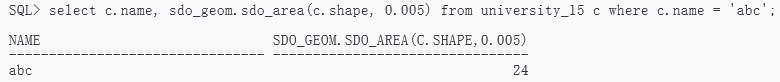 SQL> select c.name, sdo_geom.sdo_area(c.shape, 0.005) from university_15 c where c.name = 'abc';
NAME SDO_GEOM.SDO_AREA(C.SHAPE,0.005)
-------------------------------- --------------------------------
abc 24